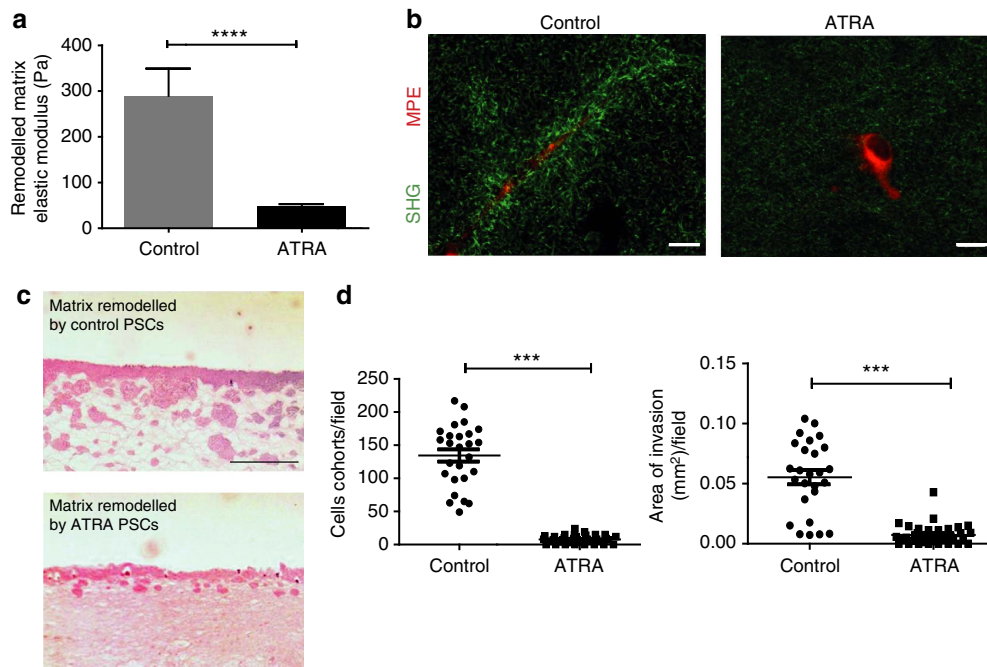 a
****
Remodelled matrix
elastic modulus (Pa)
400
300
200
100
0
Control
ATRA
b
Control
ATRA
MPE
SHG
c
Matrix remodelled
by control PSCs
Matrix remodelled
by ATRA PSCs
d
***
Cells cohorts/field
250
200
150
100
50
0
Control
ATRA
***
Area of invasion
(mm²)/field
0.15
0.10
0.05
0.00
Control
ATRA